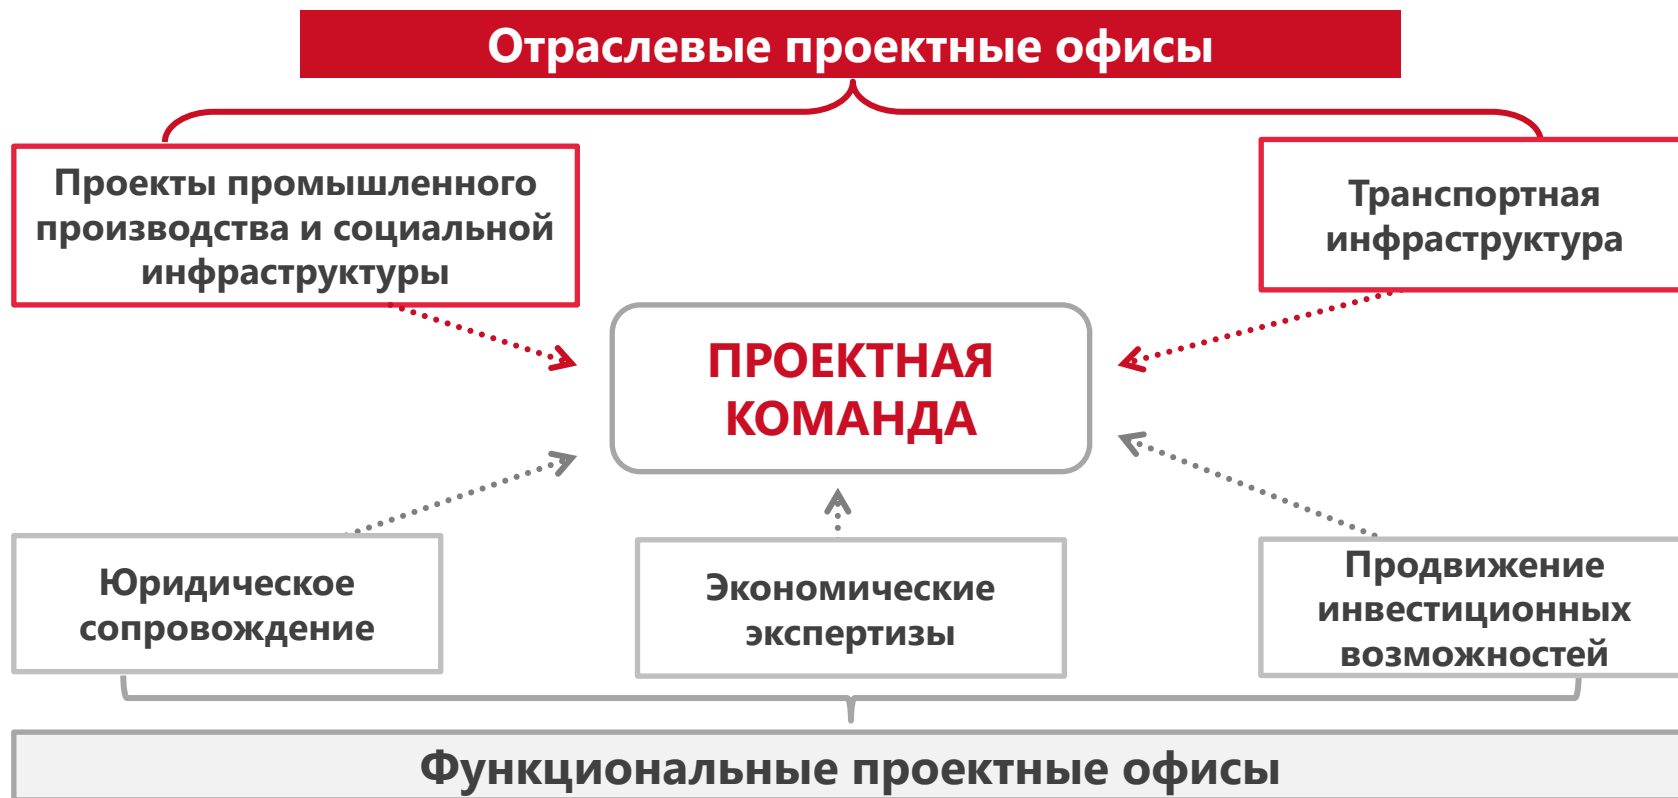 Отраслевые проектные офисы
Проекты промышленного
производства и социальной
инфраструктуры
Транспортная
инфраструктура
ПРОЕКТНАЯ
КОМАНДА
Юридическое
сопровождение
Экономические
экспертизы
Продвижение
инвестиционных
возможностей
Функциональные проектные офисы